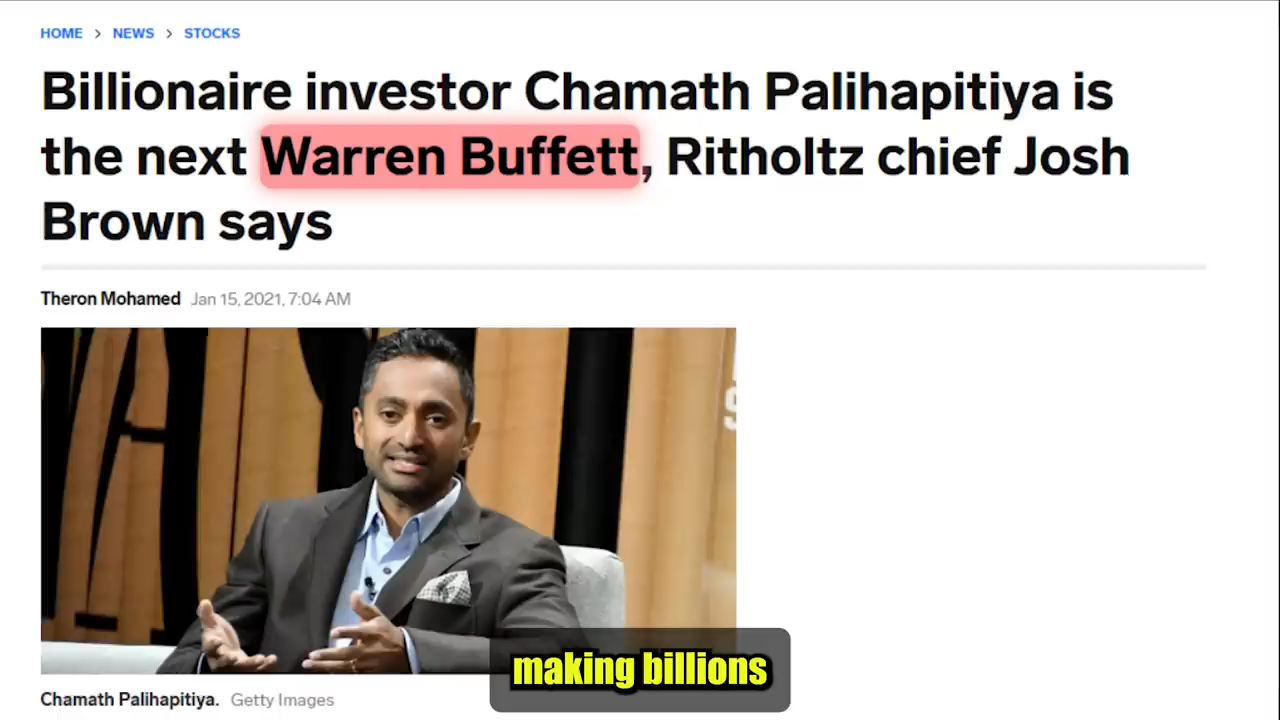 HOME > NEWS > STOCKS
Billionaire investor Chamath Palihapitiya is
the next Warren Buffett, Ritholtz chief Josh
Brown says
Theron Mohamed Jan 15, 2021, 7:04 AM
making billions
Chamath Palihapitiya. Getty Images